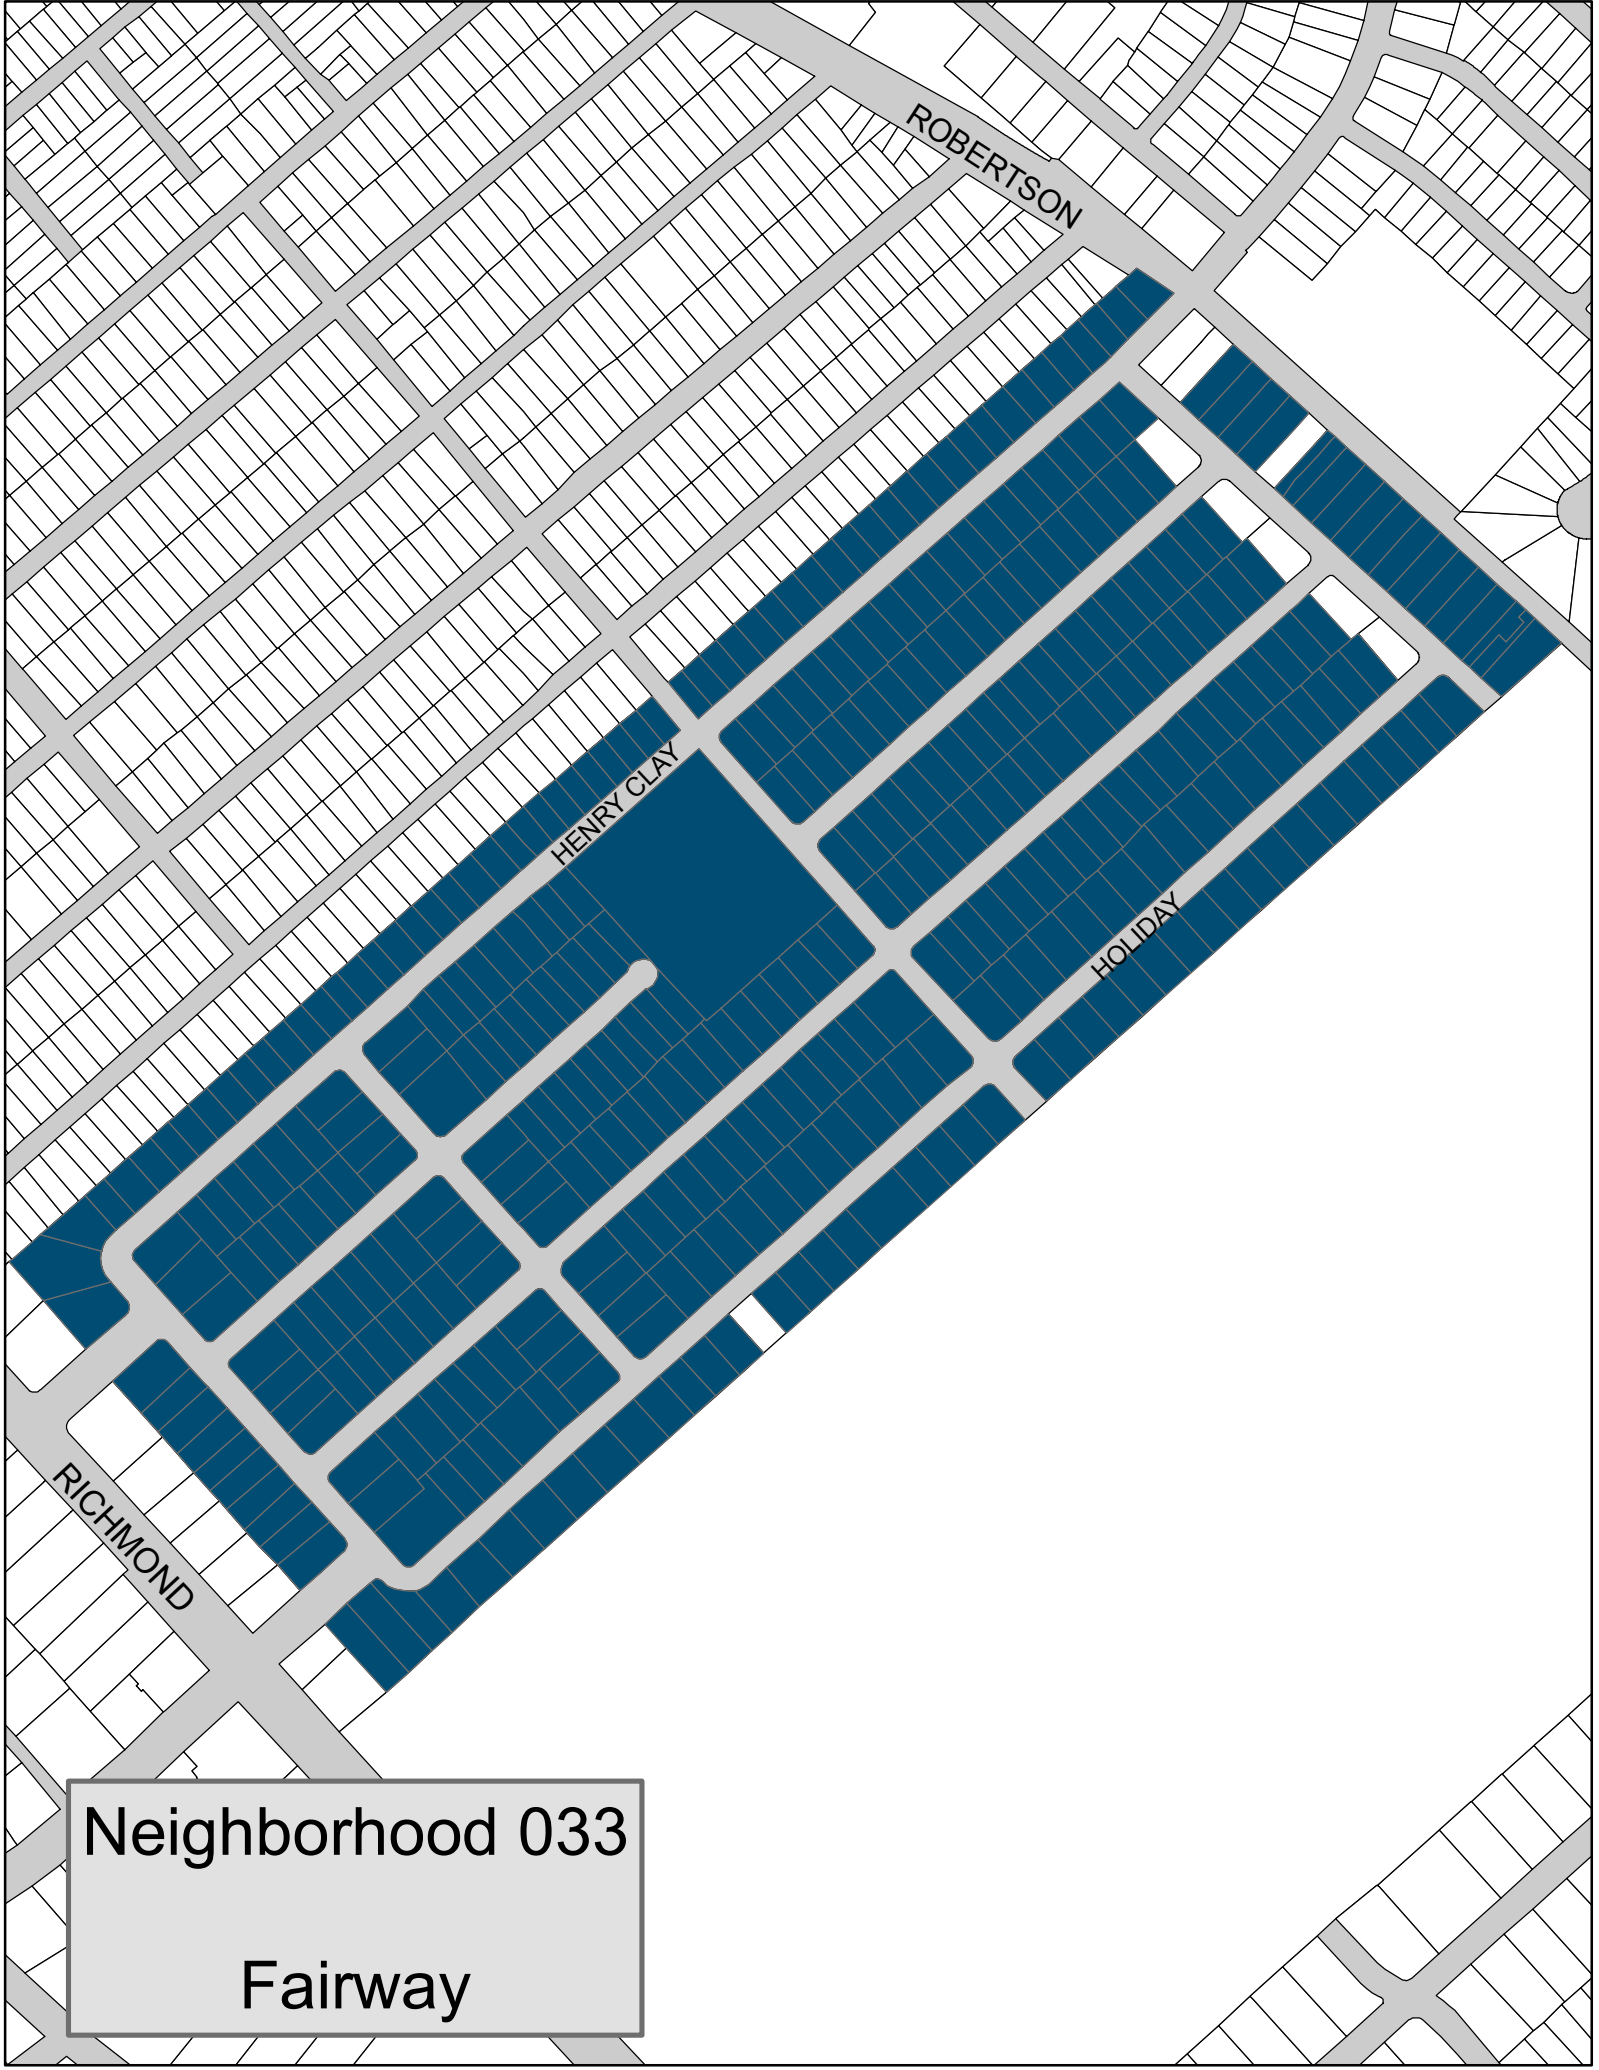 ROBERTSON
HENRY CLAY
HOLIDAY
RICHMOND
Neighborhood 033
Fairway